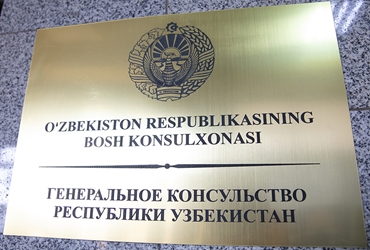 O‘ZBEKISTON RESPUBLIKASINING
BOSH KONSULXONASI
ГЕНЕРАЛЬНОЕ КОНСУЛЬСТВО
РЕСПУБЛИКИ УЗБЕКИСТАН